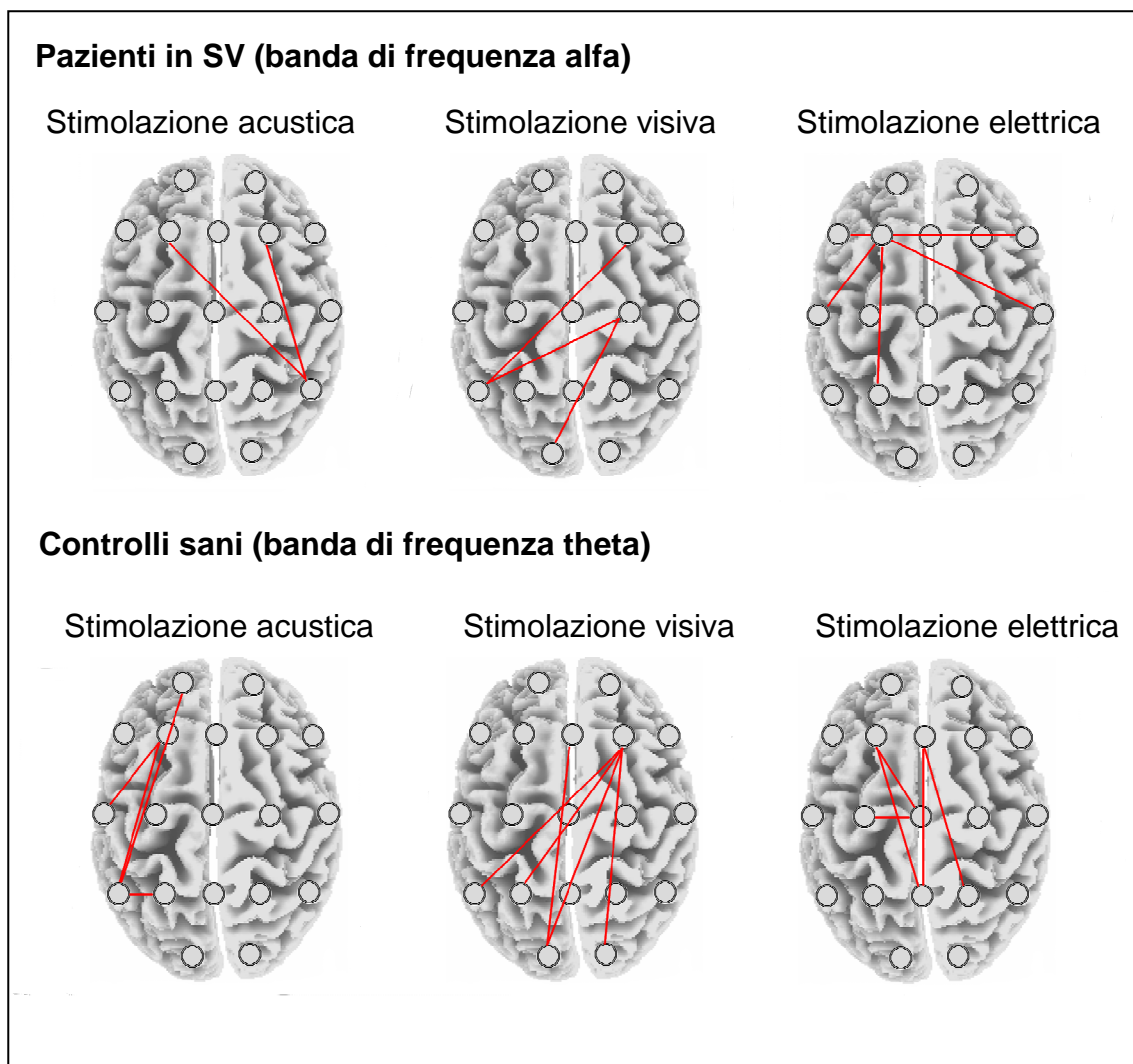 Pazienti in SV (banda di frequenza alfa)
Stimolazione acustica Stimolazione visiva Stimolazione elettrica
Controlli sani (banda di frequenza theta)
Stimolazione acustica Stimolazione visiva Stimolazione elettrica